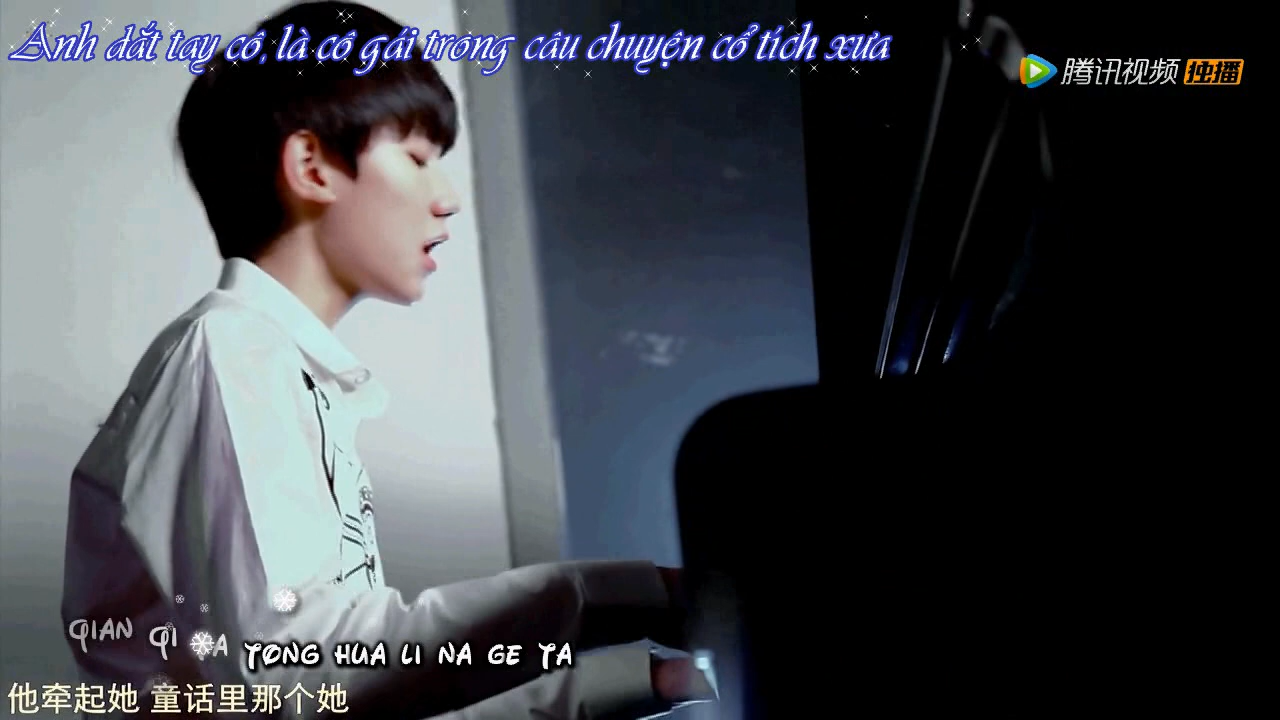 Anh dắt tay cô, là cô gái trong câu chuyện cổ tích xưa
腾讯视频 独播
QIAN QI TA TONG HUA LI NA GE TA
他牵起她 童话里那个她